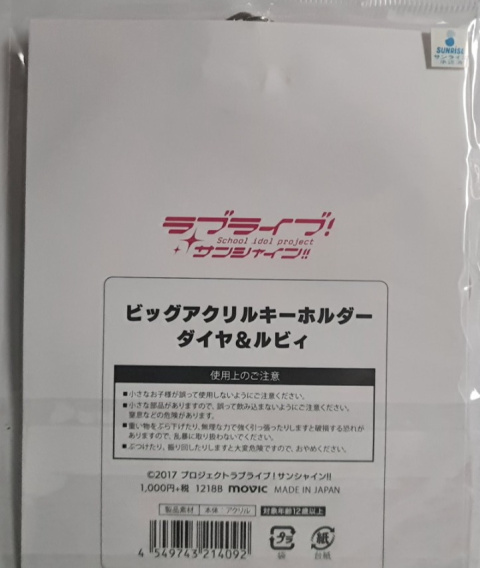 SUNRISE
ラブライブ!
School idol project
サンシャイン!!
ビッグアクリルキーホルダー
ダイヤ&ルビィ
使用上のご注意
■小さなお子様が誤って使用しないようにご注意ください。
■小さな部品がありますので、誤って飲み込まないようにご注意ください。
窒息などの危険があります。
■重い物をぶら下げたり、無理な力で強く引っ張ったりしますと破損する恐れが
ありますので、乱暴に取り扱わないでください。
■ぶつけたり、振り回したりしますと大変危険ですので、おやめください。
©2017 プロジェクトラブライブ!サンシャイン!!
1,000円+税 12188 movic MADE IN JAPAN
製品素材 本体:アクリル 対象年齢12歳以上
4 549743 214092
プラ 袋
紙 台紙